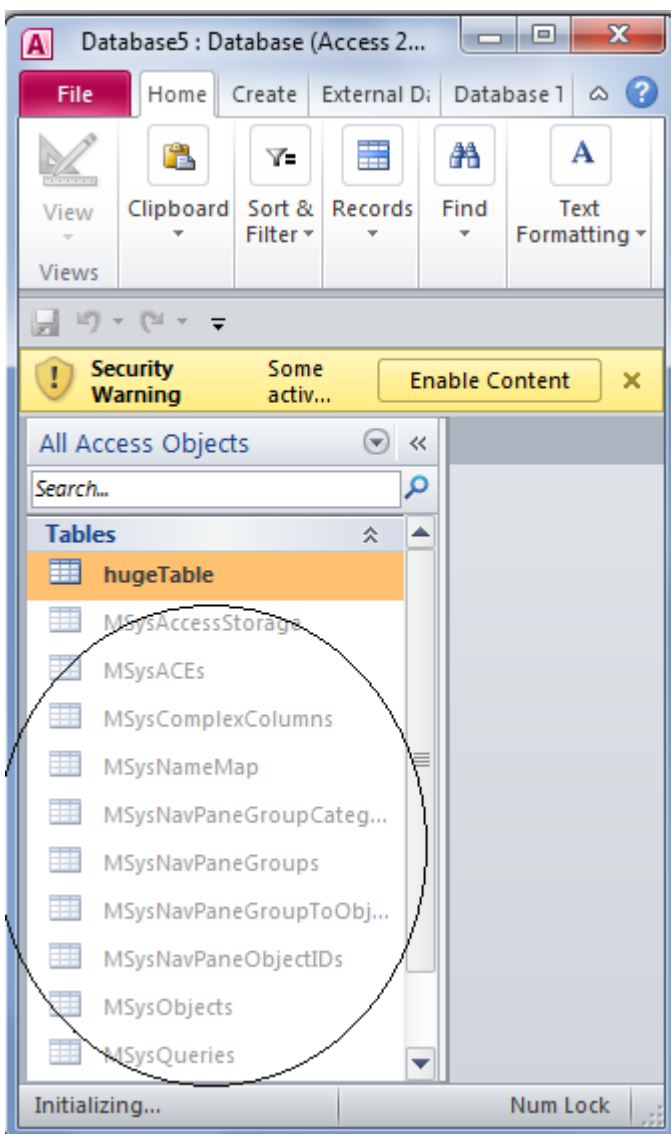 A Database5 : Database (Access 2...
File Home Create External Da Database T
View Clipboard Sort & Filter Records Find A Text Formatting
Views
Security Warning Some activ... Enable Content
All Access Objects
Search...
Tables
hugeTable
MSysAccessStorage
MSysACEs
MSysComplexColumns
MSysNameMap
MSysNavPaneGroupCateg...
MSysNavPaneGroups
MSysNavPaneGroupToObj...
MSysNavPaneObjectIDs
MSysObjects
MSysQueries
Initializing... Num Lock